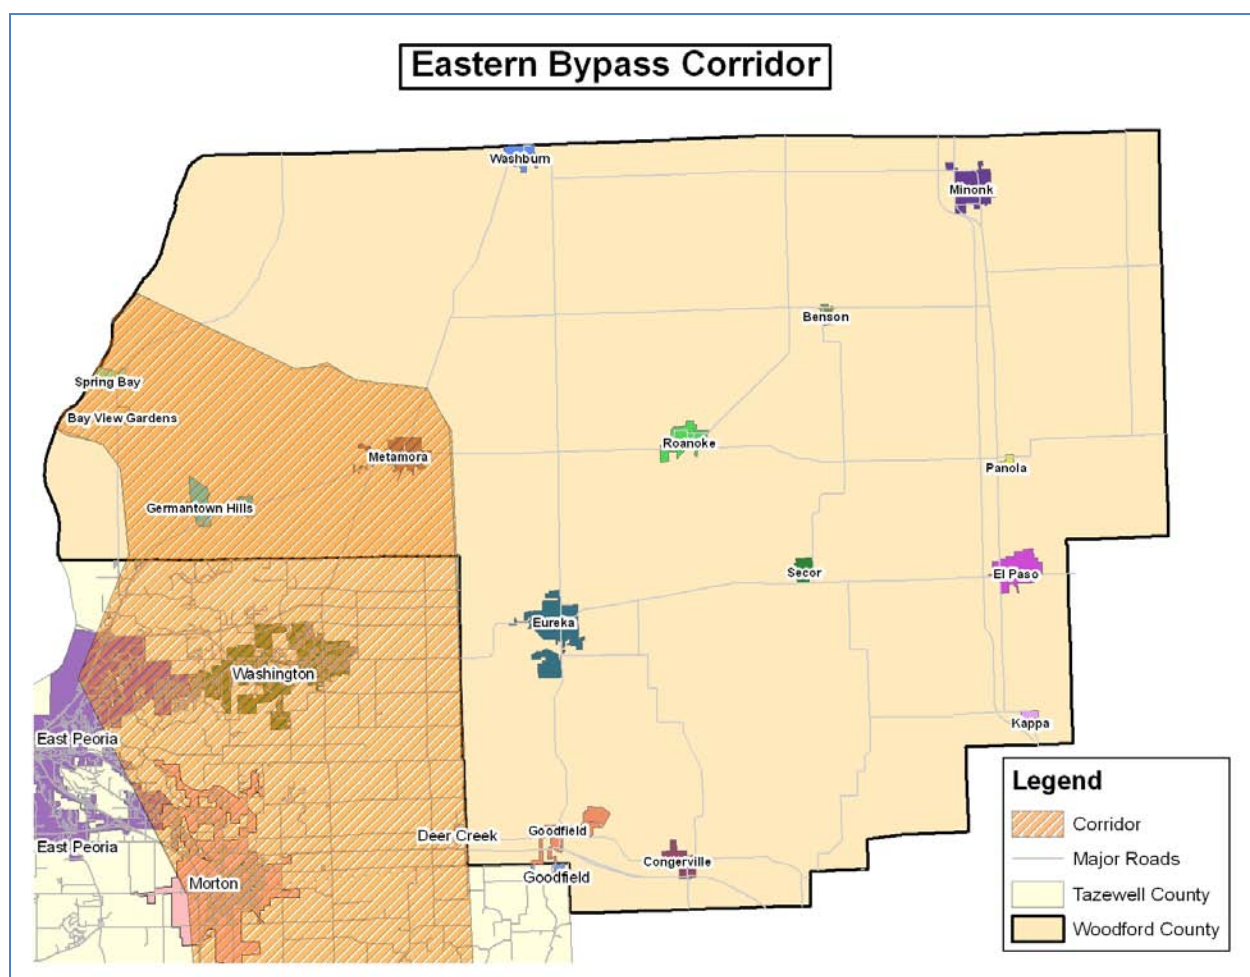 Eastern Bypass Corridor
Washburn
Minonk
Benson
Spring Bay
Bay View Gardens
Roanoke
Metamora
Panola
Germantown Hills
Secor
El Paso
Eureka
Washington
Kappa
East Peoria
Deer Creek
Goodfield
East Peoria
Congerville
Goodfield
Morton
Legend
Corridor
Major Roads
Tazewell County
Woodford County